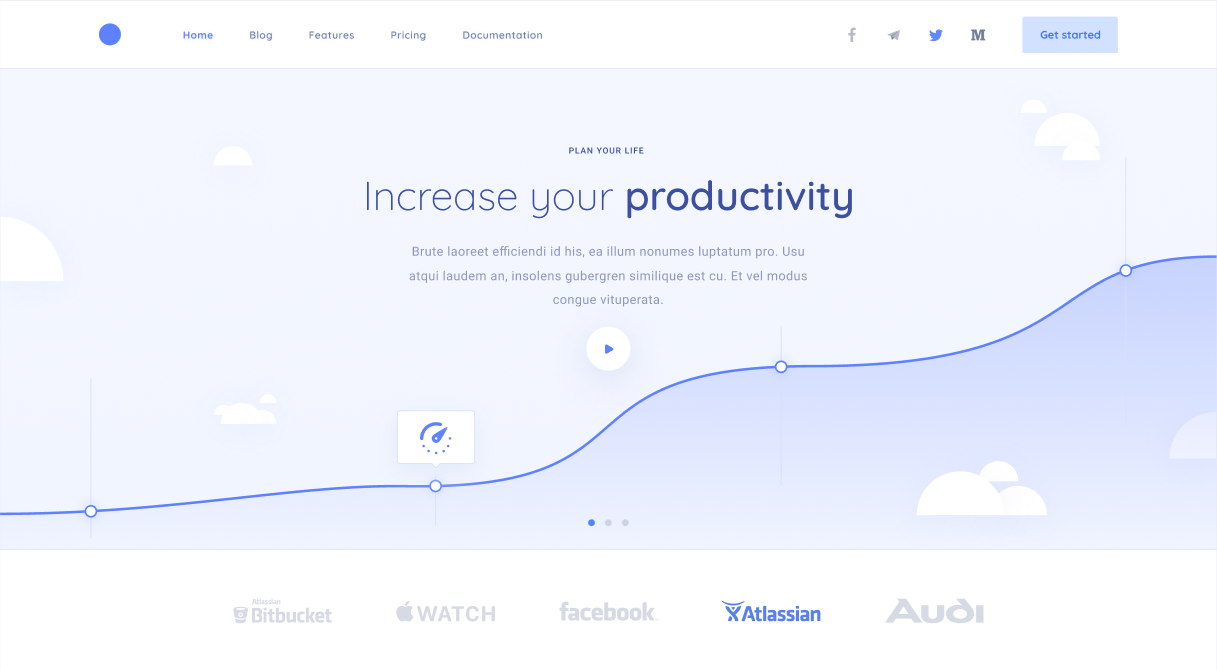 Home Blog Features Pricing Documentation
Get started
PLAN YOUR LIFE
Increase your productivity
Brute laoreet efficiendi id his, ea illum nonumes luptatum pro. Usu
atqui laudem an, insolens gubergren similique est cu. Et vel modus
congue vituperata.
Atlassian
Bitbucket
WATCH
facebook
Atlassian
Audi